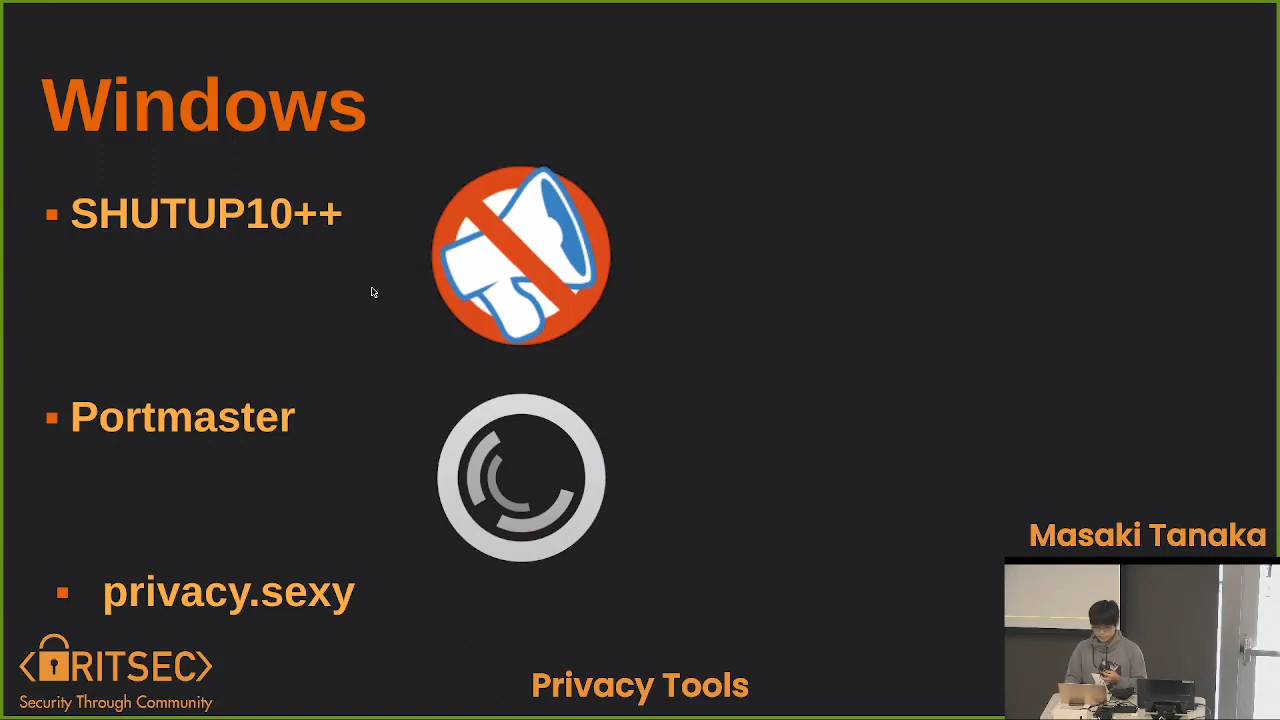 Windows
▪ SHUTUP10++
▪ Portmaster
▪ privacy.sexy
Masaki Tanaka
RITSEC
Security Through Community
Privacy Tools